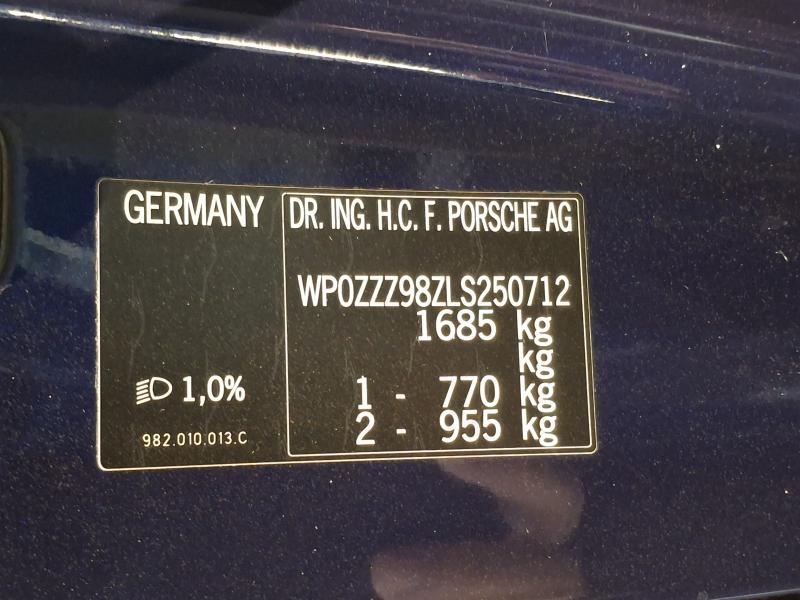 GERMANY
DR. ING. H.C. F. PORSCHE AG
WP0ZZZ98ZLS250712
1685 kg
kg
1 - 770 kg
2 - 955 kg
1,0%
982.010.013.C